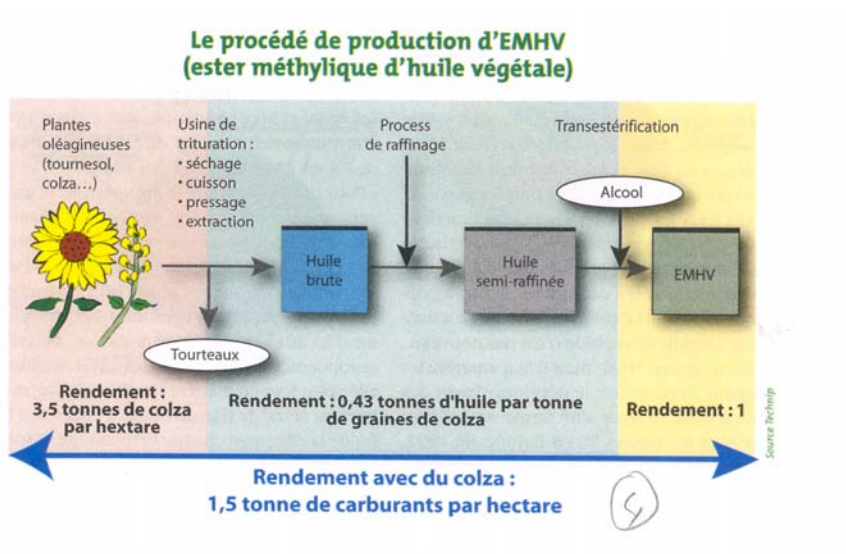 Le procédé de production d'EMHV
(ester méthylique d'huile végétale)
Plantes
oléagineuses
(tournesol,
colza...)
Usine de
trituration :
• séchage
• cuisson
• pressage
• extraction
Process
de raffinage
Transestérification
Alcool
Huile
brute
Huile
semi-raffinée
EMHV
Tourteaux
Rendement :
3,5 tonnes de colza
par hextare
Rendement : 0,43 tonnes d'huile par tonne
de graines de colza
Rendement : 1
Source Technip
Rendement avec du colza :
1,5 tonne de carburants par hectare